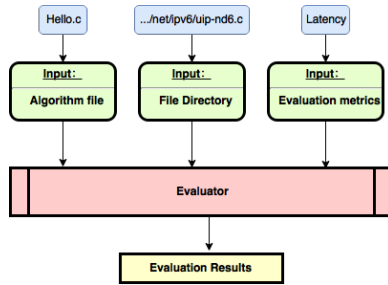 Hello.c
.../net/ipv6/uip-nd6.c
Latency
Input:
Algorithm file
Input:
File Directory
Input:
Evaluation metrics
Evaluator
Evaluation Results